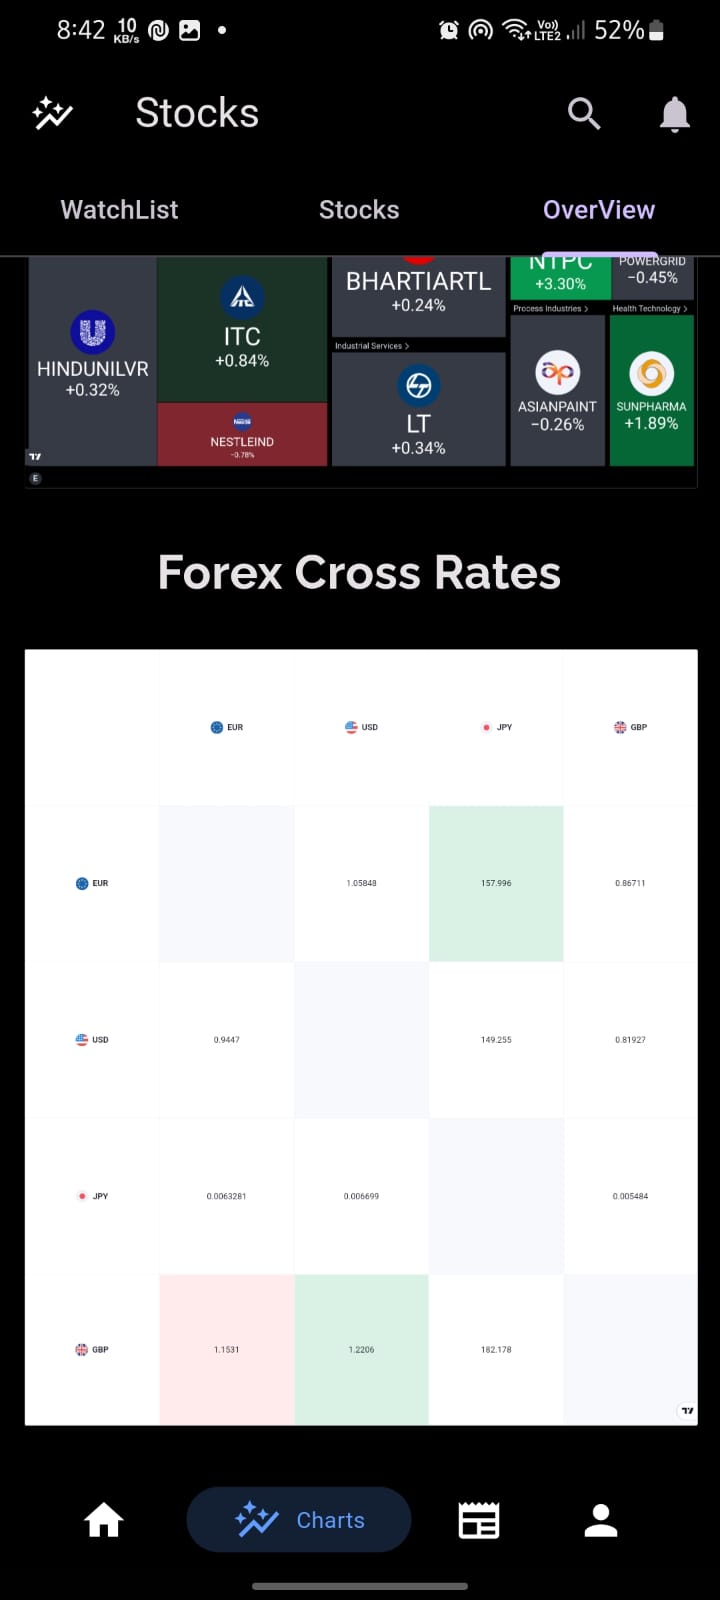 8:42 10 KB/s Vo) LTE2 52%
Stocks
WatchList Stocks OverView
HINDUNILVR
+0.32%
ITC
+0.84%
Nestle
NESTLEIND
−0.78%
BHARTIARTL
+0.24%
Industrial Services >
LT
+0.34%
NTPC
+3.30%
POWERGRID
−0.45%
Process Industries >
ap
ASIANPAINT
−0.26%
Health Technology >
SUNPHARMA
+1.89%
E
Forex Cross Rates
EUR USD JPY GBP
EUR 1.05848 157.996 0.86711
USD 0.9447 149.255 0.81927
JPY 0.0063281 0.006699 0.005484
GBP 1.1531 1.2206 182.178
Charts